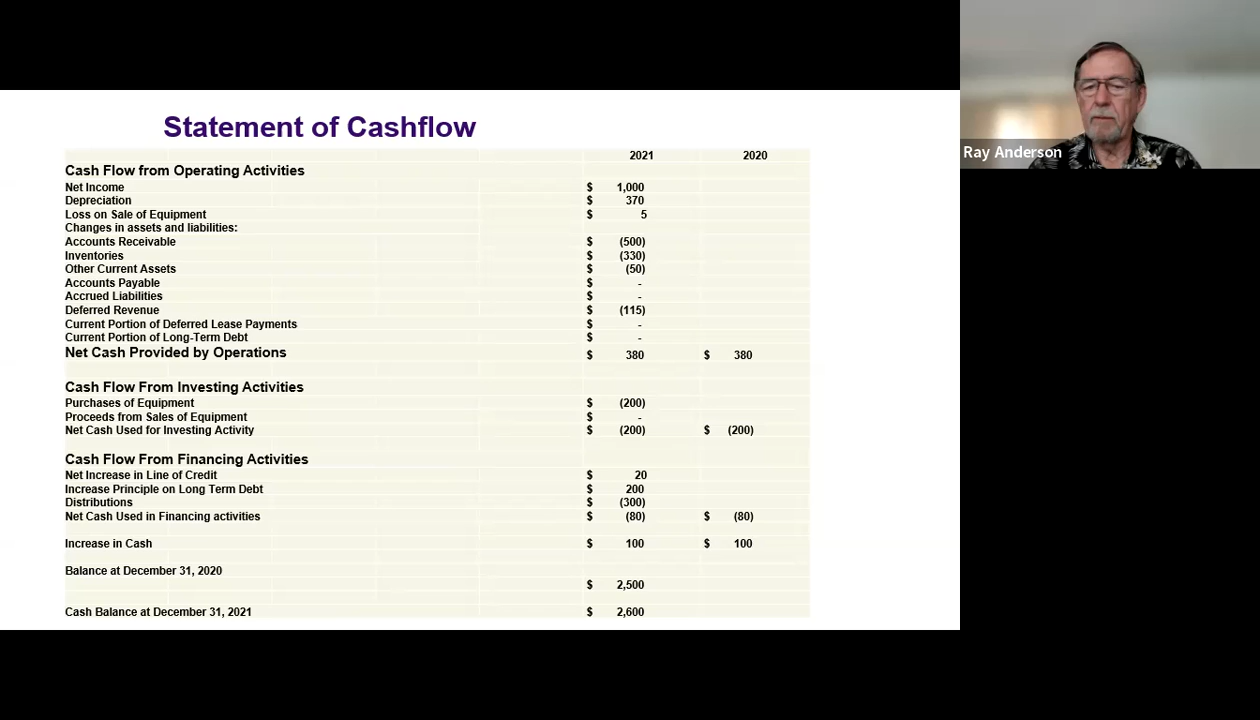 Statement of Cashflow
2021 2020
Cash Flow from Operating Activities
Net Income $ 1,000
Depreciation $ 370
Loss on Sale of Equipment $ 5
Changes in assets and liabilities:
Accounts Receivable $ (500)
Inventories $ (330)
Other Current Assets $ (50)
Accounts Payable $ -
Accrued Liabilities $ -
Deferred Revenue $ (115)
Current Portion of Deferred Lease Payments $ -
Current Portion of Long-Term Debt $ -
Net Cash Provided by Operations $ 380 $ 380
Cash Flow From Investing Activities
Purchases of Equipment $ (200)
Proceeds from Sales of Equipment $ -
Net Cash Used for Investing Activity $ (200) $ (200)
Cash Flow From Financing Activities
Net Increase in Line of Credit $ 20
Increase Principle on Long Term Debt $ 200
Distributions $ (300)
Net Cash Used in Financing activities $ (80) $ (80)
Increase in Cash $ 100 $ 100
Balance at December 31, 2020
$ 2,500
Cash Balance at December 31, 2021 $ 2,600
Ray Anderson